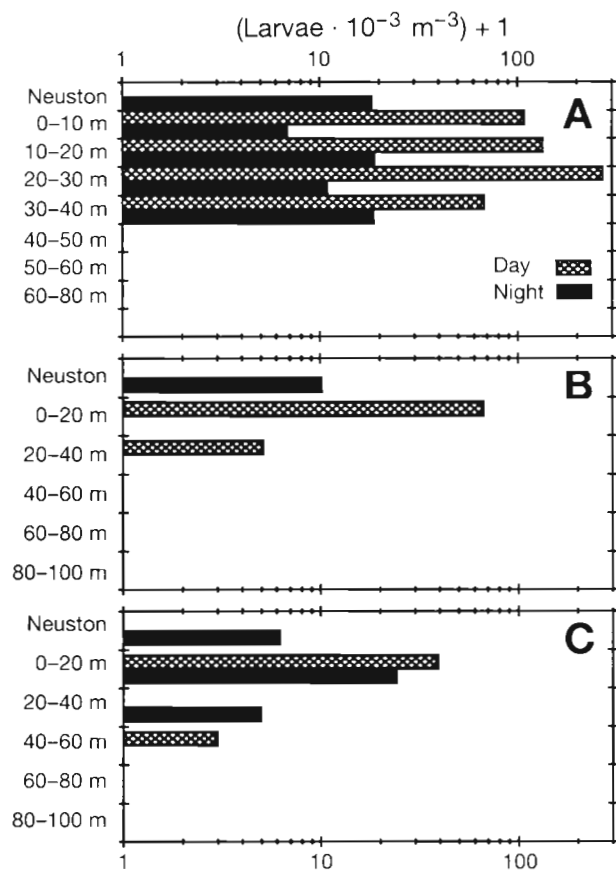 (Larvae · 10⁻³ m⁻³) + 1
1 10 100
Neuston
0–10 m
10–20 m
20–30 m
30–40 m
40–50 m
50–60 m
60–80 m
A
Day
Night
Neuston
0–20 m
20–40 m
40–60 m
60–80 m
80–100 m
B
Neuston
0–20 m
20–40 m
40–60 m
60–80 m
80–100 m
C
1 10 100